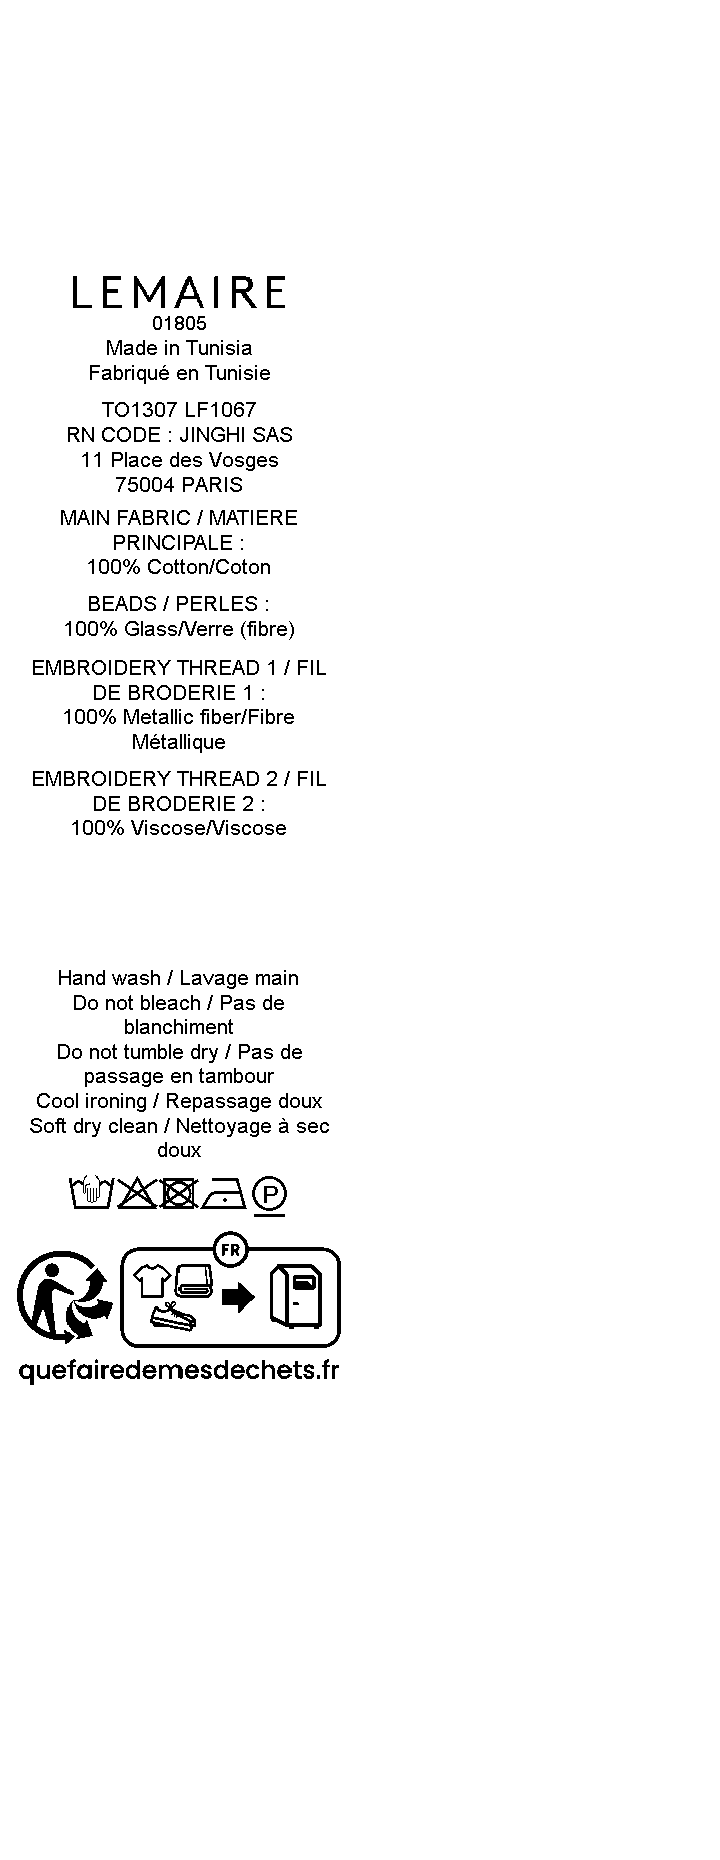 LEMAIRE
01805
Made in Tunisia
Fabriqué en Tunisie
TO1307 LF1067
RN CODE : JINGHI SAS
11 Place des Vosges
75004 PARIS
MAIN FABRIC / MATIERE
PRINCIPALE :
100% Cotton/Coton
BEADS / PERLES :
100% Glass/Verre (fibre)
EMBROIDERY THREAD 1 / FIL
DE BRODERIE 1 :
100% Metallic fiber/Fibre
Métallique
EMBROIDERY THREAD 2 / FIL
DE BRODERIE 2 :
100% Viscose/Viscose
Hand wash / Lavage main
Do not bleach / Pas de
blanchiment
Do not tumble dry / Pas de
passage en tambour
Cool ironing / Repassage doux
Soft dry clean / Nettoyage à sec
doux
P
FR
quefairedemesdechets.fr